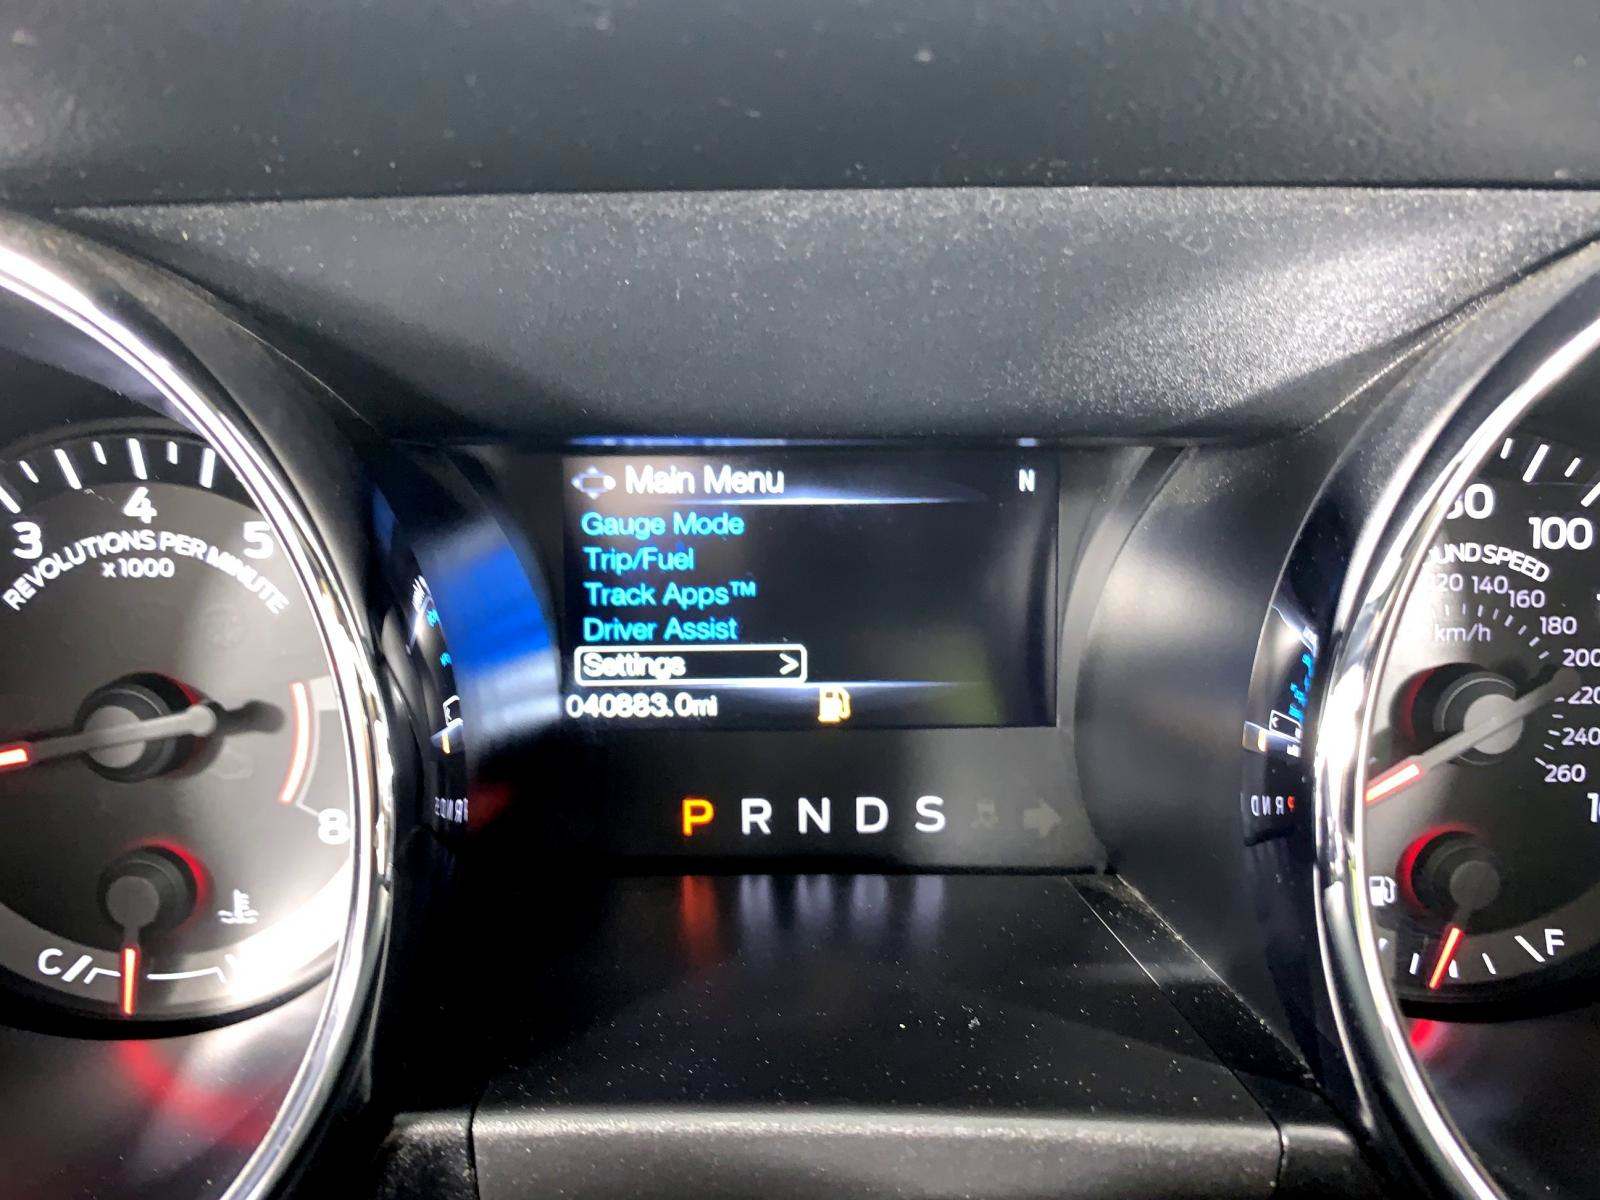 Main Menu
N
Gauge Mode
Trip/Fuel
Track Apps™
Driver Assist
Settings >
040883.0mi
P R N D S
3
4
5
8
REVOLUTIONS PER MINUTE
x1000
C
100
120 140 160 180 200 220 240 260
km/h
F